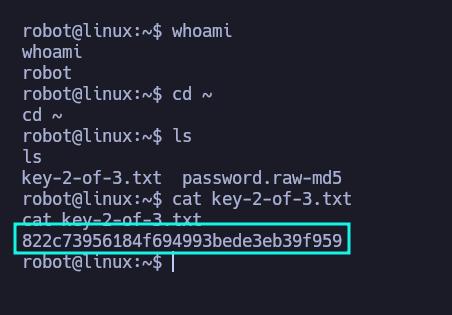 robot@linux:~$ whoami
whoami
robot
robot@linux:~$ cd ~
cd ~
robot@linux:~$ ls
ls
key-2-of-3.txt  password.raw-md5
robot@linux:~$ cat key-2-of-3.txt
cat key-2-of-3.txt
822c73956184f694993bede3eb39f959
robot@linux:~$